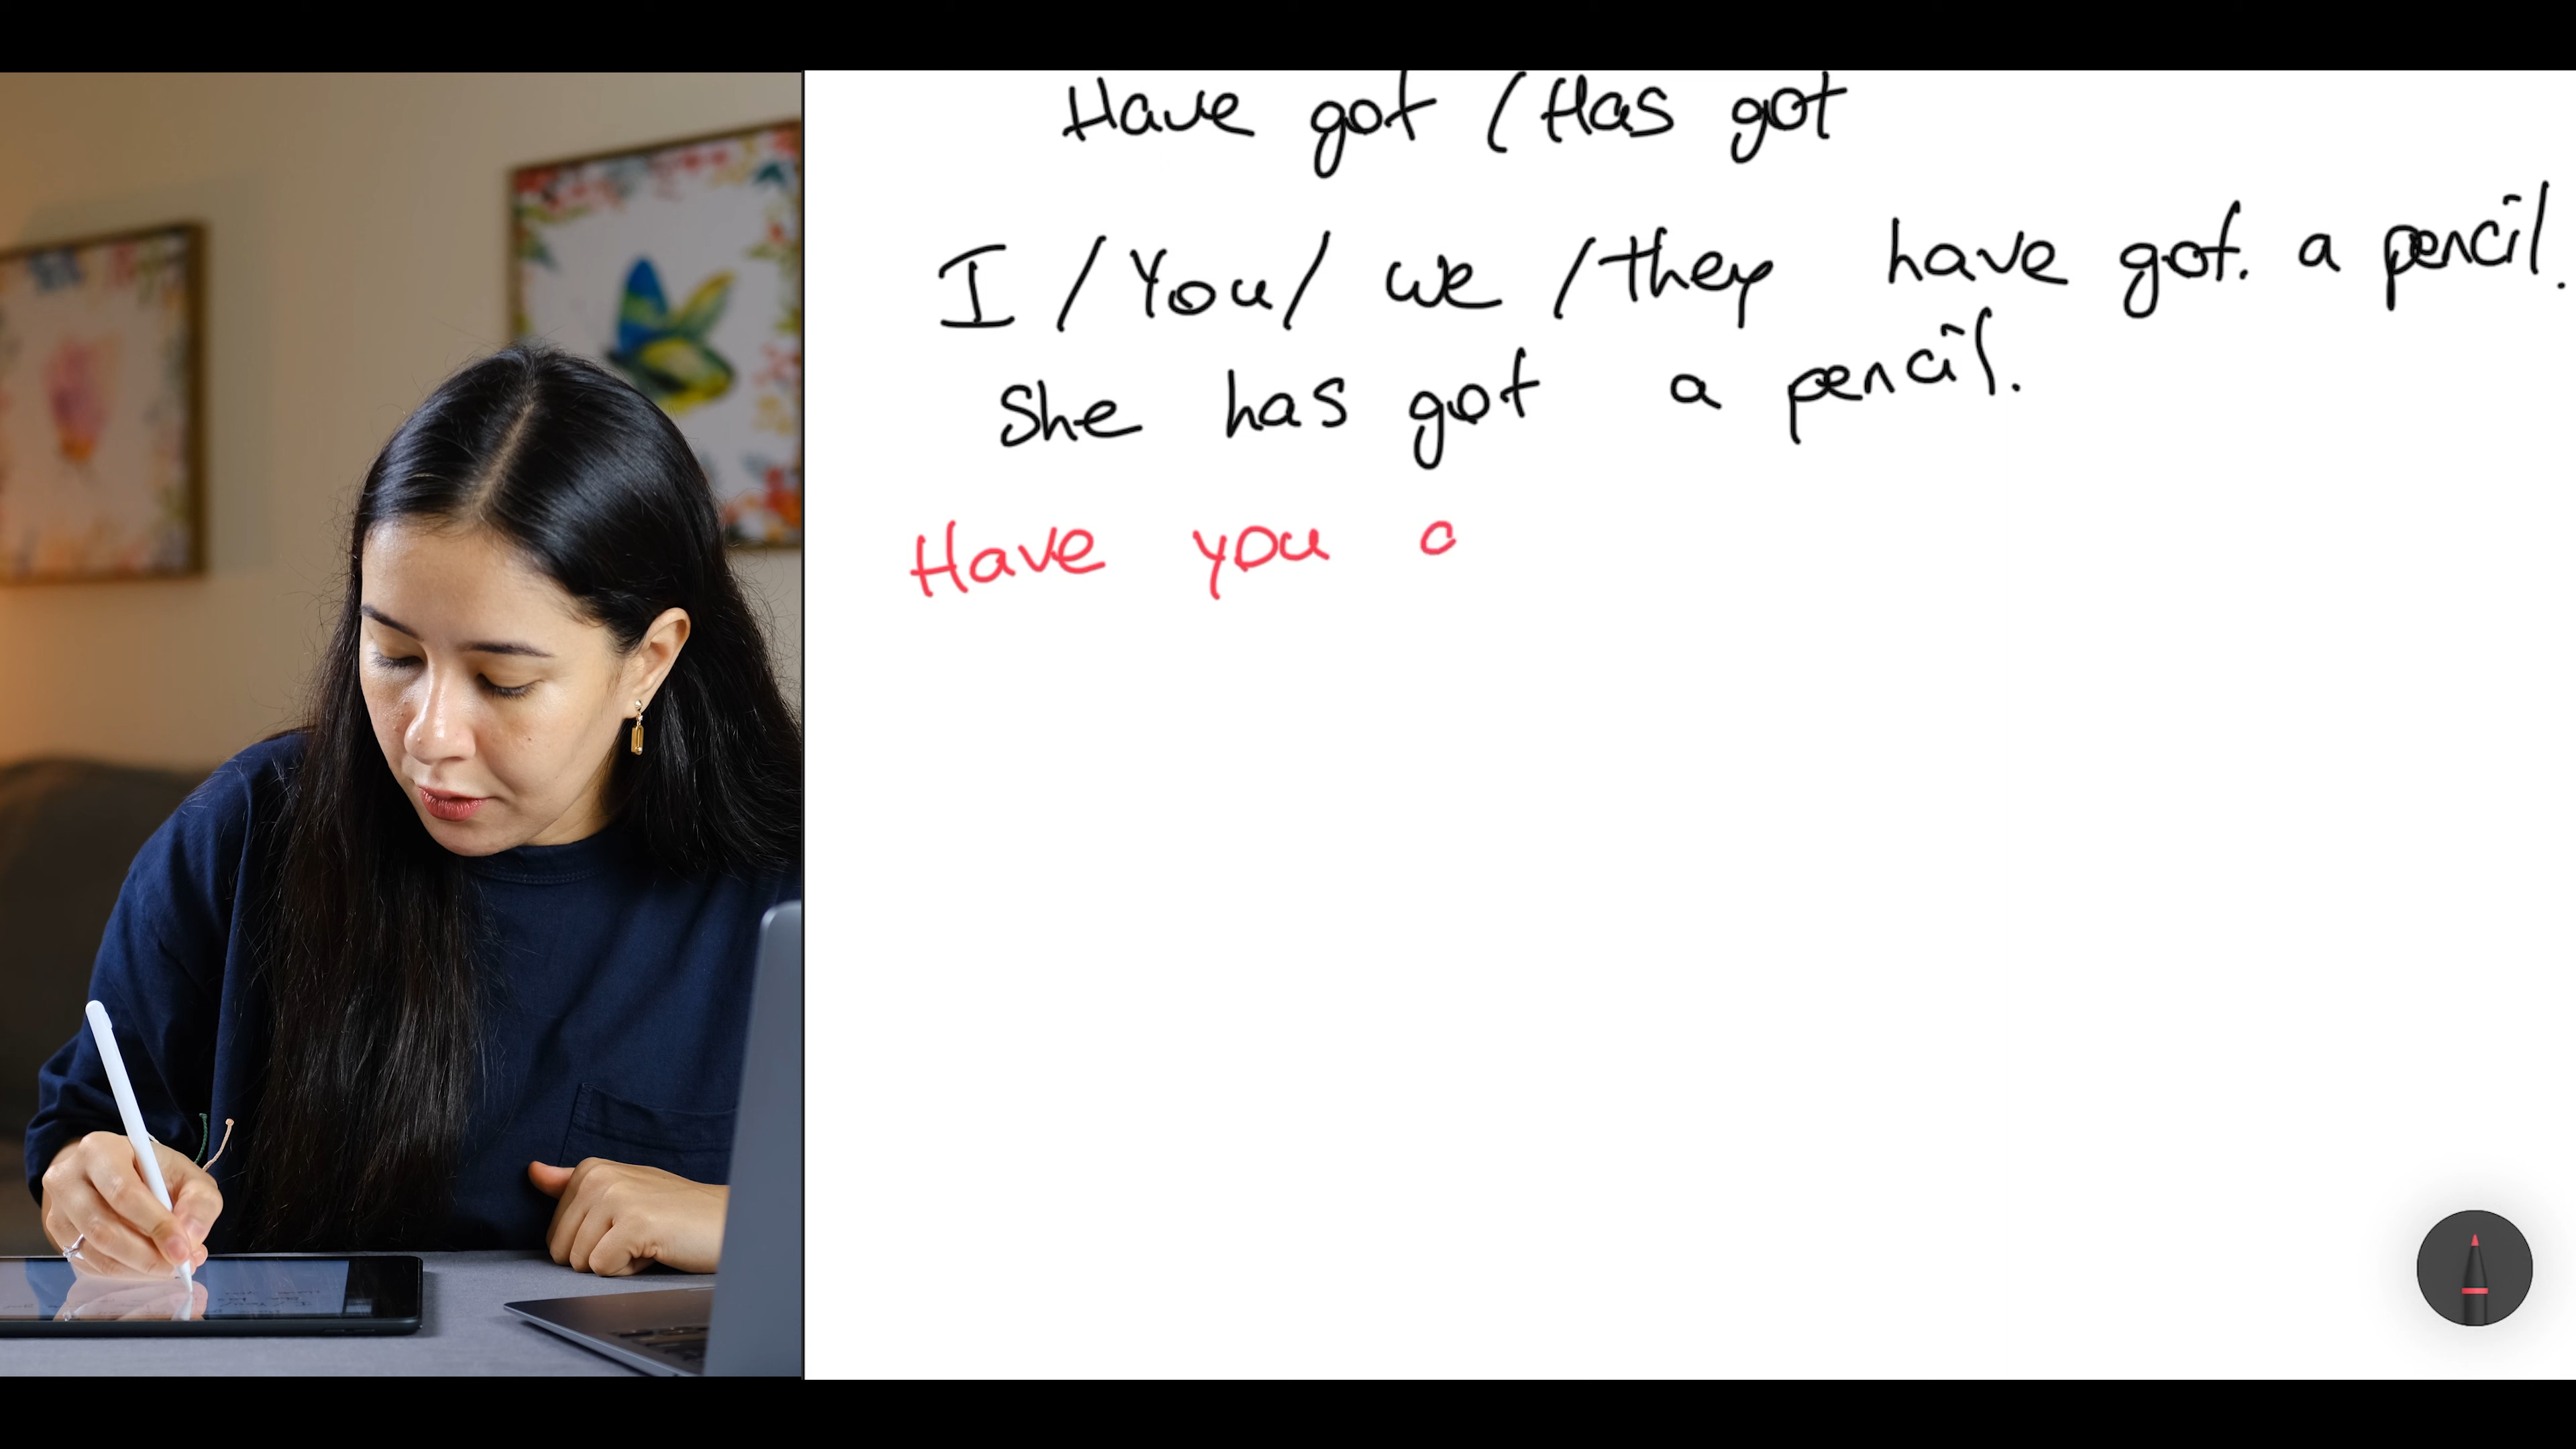 Have got / Has got
I / You / we / they have got. a pencil.
She has got a pencil.
Have you